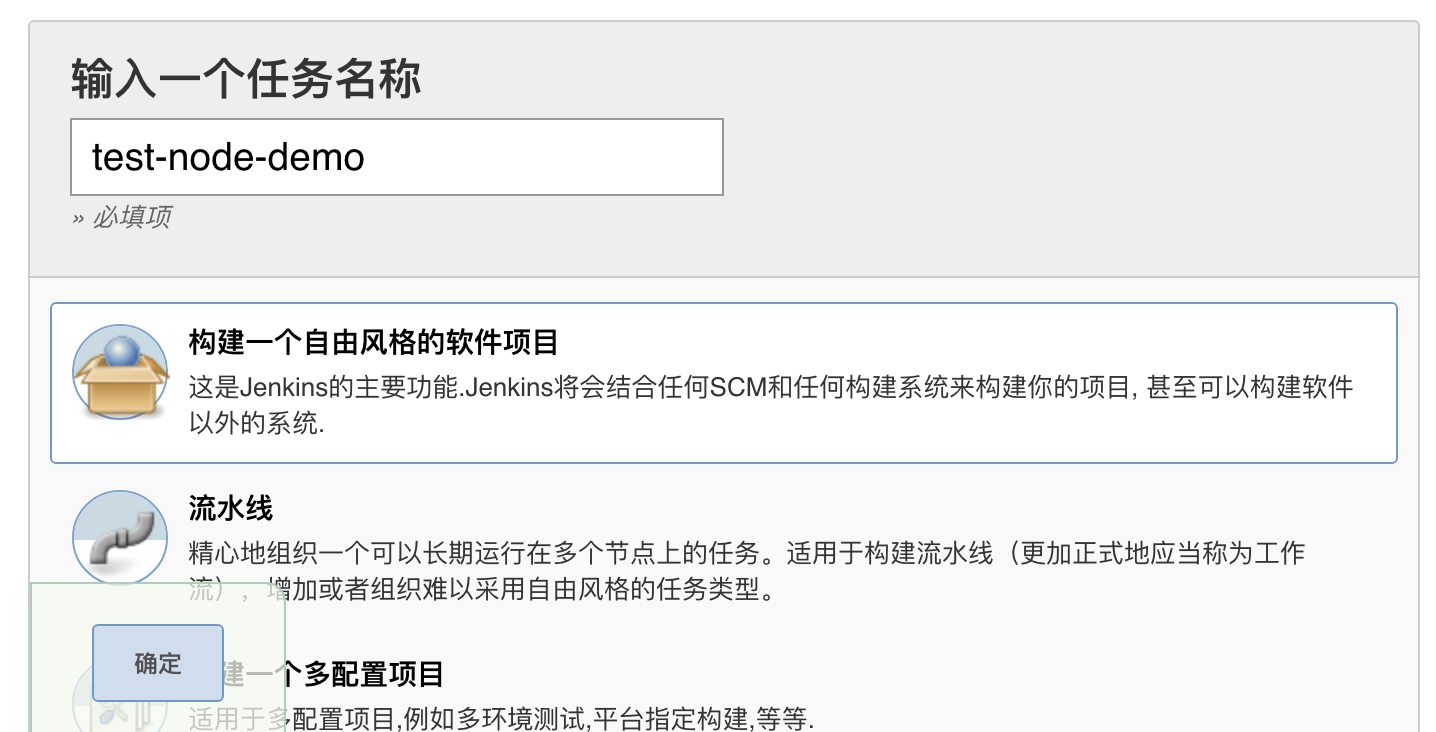 输入一个任务名称
test-node-demo
» 必填项
构建一个自由风格的软件项目
这是Jenkins的主要功能.Jenkins将会结合任何SCM和任何构建系统来构建你的项目, 甚至可以构建软件
以外的系统.
流水线
精心地组织一个可以长期运行在多个节点上的任务。适用于构建流水线（更加正式地应当称为工作
流），增加或者组织难以采用自由风格的任务类型。
确定
建一个多配置项目
适用于多配置项目,例如多环境测试,平台指定构建,等等.